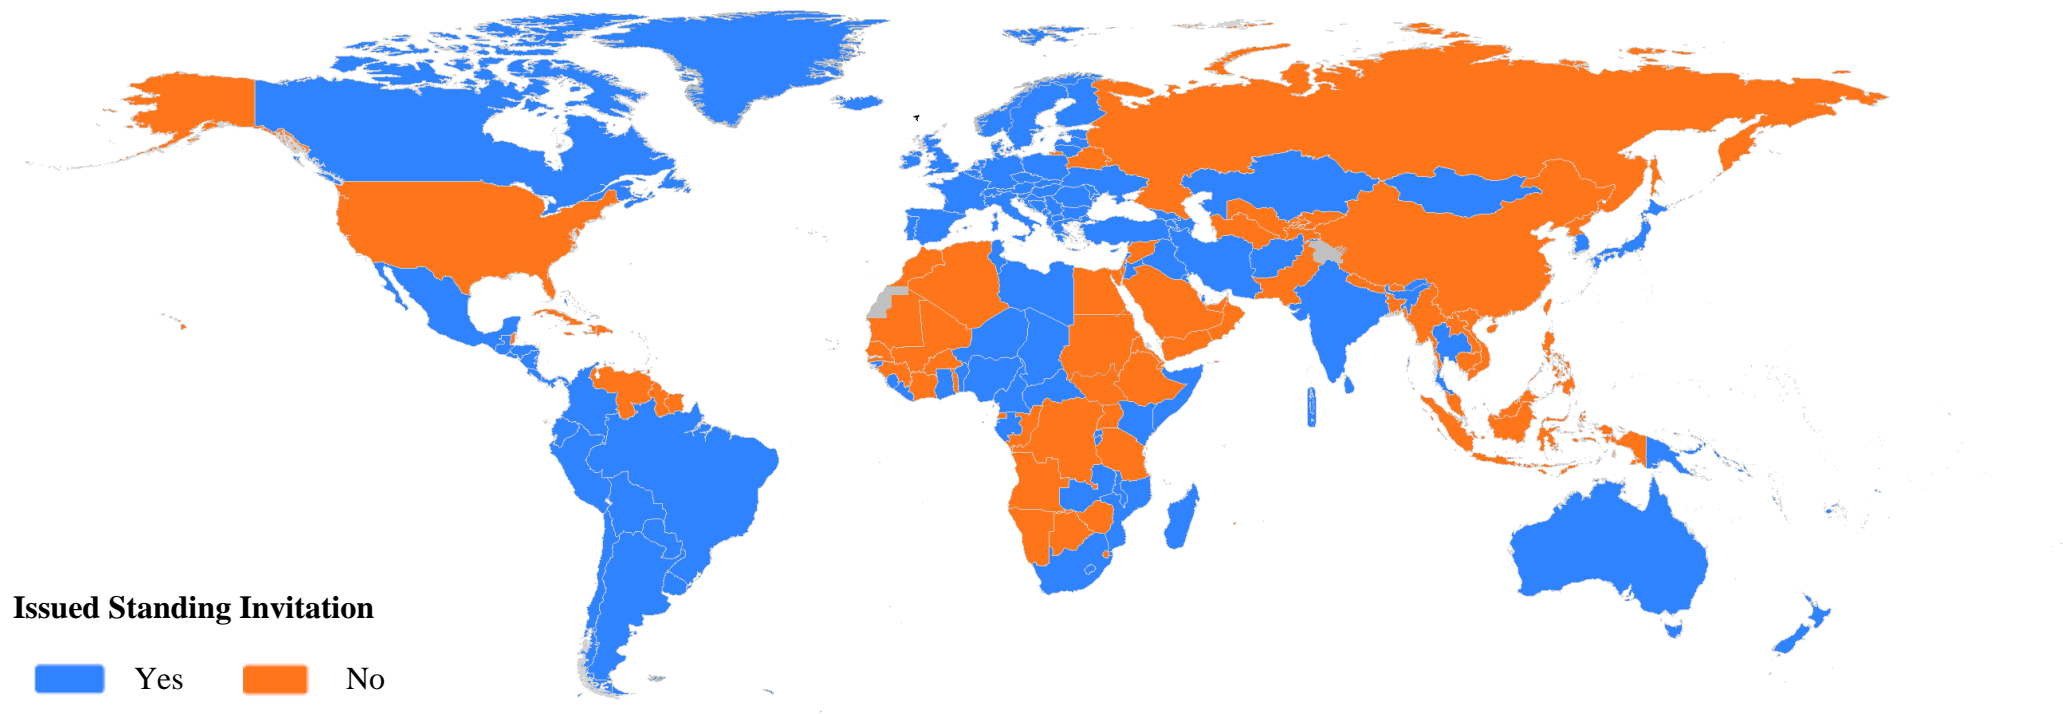 Issued Standing Invitation
Yes No